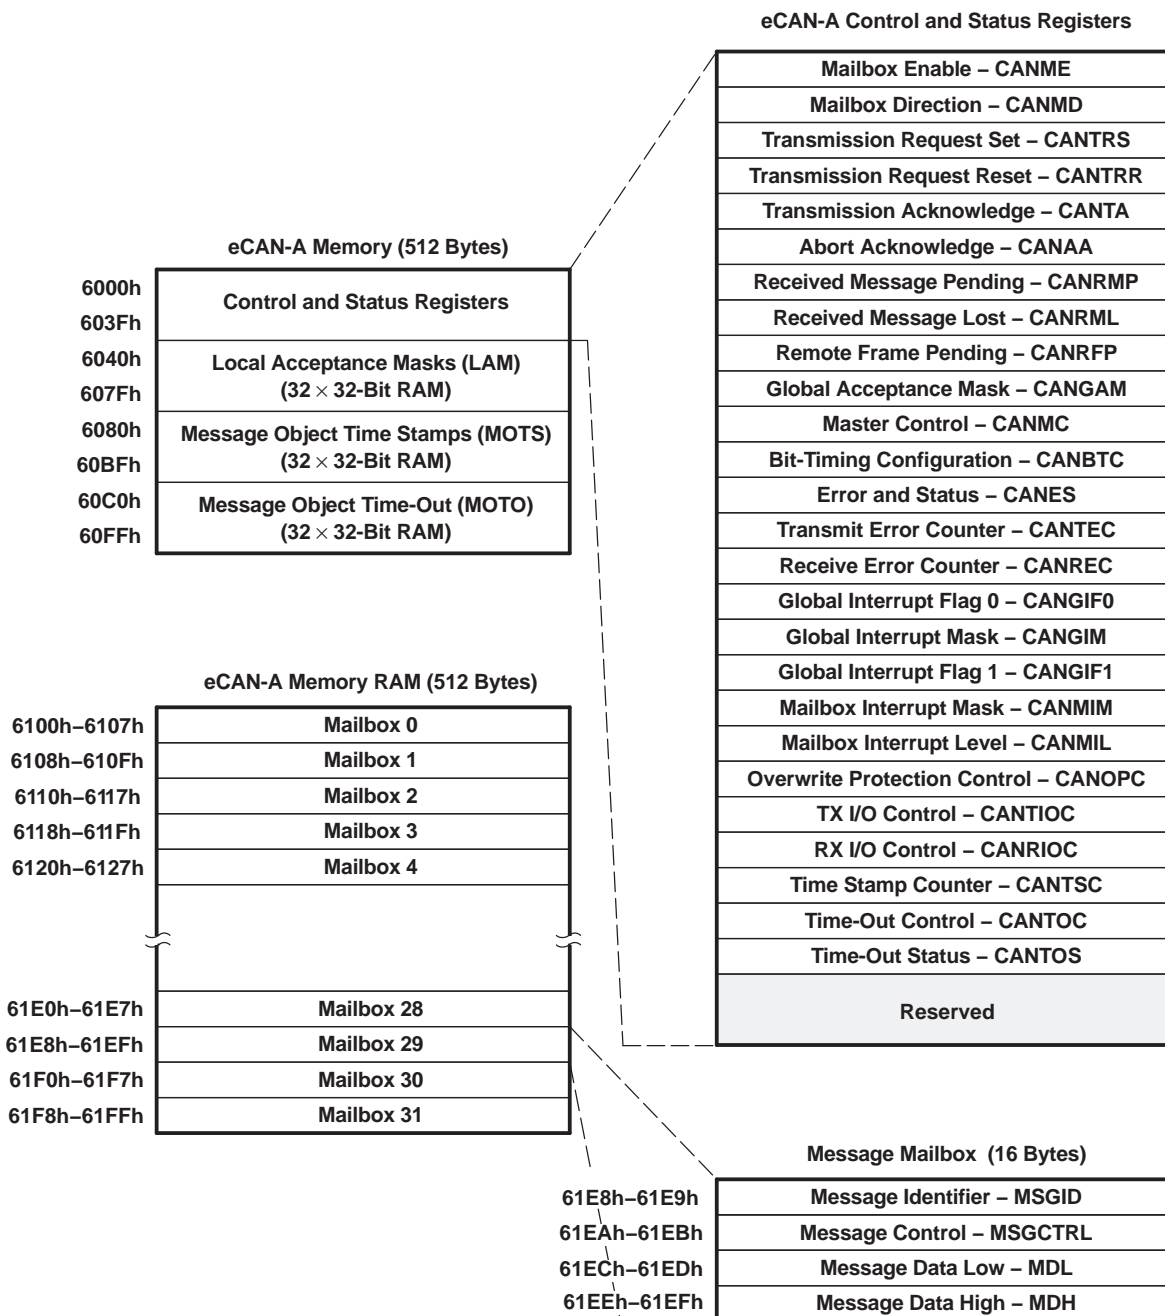 eCAN-A Control and Status Registers
Mailbox Enable – CANME
Mailbox Direction – CANMD
Transmission Request Set – CANTRS
Transmission Request Reset – CANTRR
Transmission Acknowledge – CANTA
Abort Acknowledge – CANAA
Received Message Pending – CANRMP
Received Message Lost – CANRML
Remote Frame Pending – CANRFP
Global Acceptance Mask – CANGAM
Master Control – CANMC
Bit-Timing Configuration – CANBTC
Error and Status – CANES
Transmit Error Counter – CANTEC
Receive Error Counter – CANREC
Global Interrupt Flag 0 – CANGIF0
Global Interrupt Mask – CANGIM
Global Interrupt Flag 1 – CANGIF1
Mailbox Interrupt Mask – CANMIM
Mailbox Interrupt Level – CANMIL
Overwrite Protection Control – CANOPC
TX I/O Control – CANTIOC
RX I/O Control – CANRIOC
Time Stamp Counter – CANTSC
Time-Out Control – CANTOC
Time-Out Status – CANTOS
Reserved
eCAN-A Memory (512 Bytes)
6000h
Control and Status Registers
603Fh
6040h
Local Acceptance Masks (LAM)
(32 × 32-Bit RAM)
607Fh
6080h
Message Object Time Stamps (MOTS)
(32 × 32-Bit RAM)
60BFh
60C0h
Message Object Time-Out (MOTO)
(32 × 32-Bit RAM)
60FFh
eCAN-A Memory RAM (512 Bytes)
6100h–6107h Mailbox 0
6108h–610Fh Mailbox 1
6110h–6117h Mailbox 2
6118h–611Fh Mailbox 3
6120h–6127h Mailbox 4
61E0h–61E7h Mailbox 28
61E8h–61EFh Mailbox 29
61F0h–61F7h Mailbox 30
61F8h–61FFh Mailbox 31
Message Mailbox (16 Bytes)
61E8h–61E9h Message Identifier – MSGID
61EAh–61EBh Message Control – MSGCTRL
61ECh–61EDh Message Data Low – MDL
61EEh–61EFh Message Data High – MDH